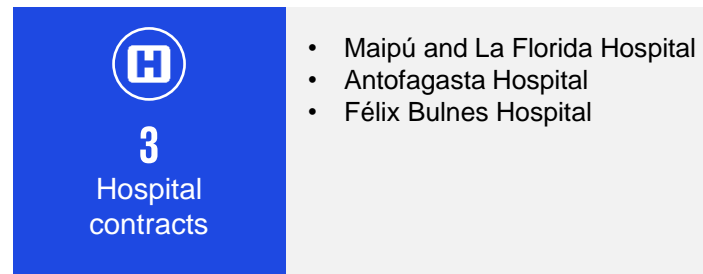 H
3
Hospital
contracts
• Maipú and La Florida Hospital
• Antofagasta Hospital
• Félix Bulnes Hospital